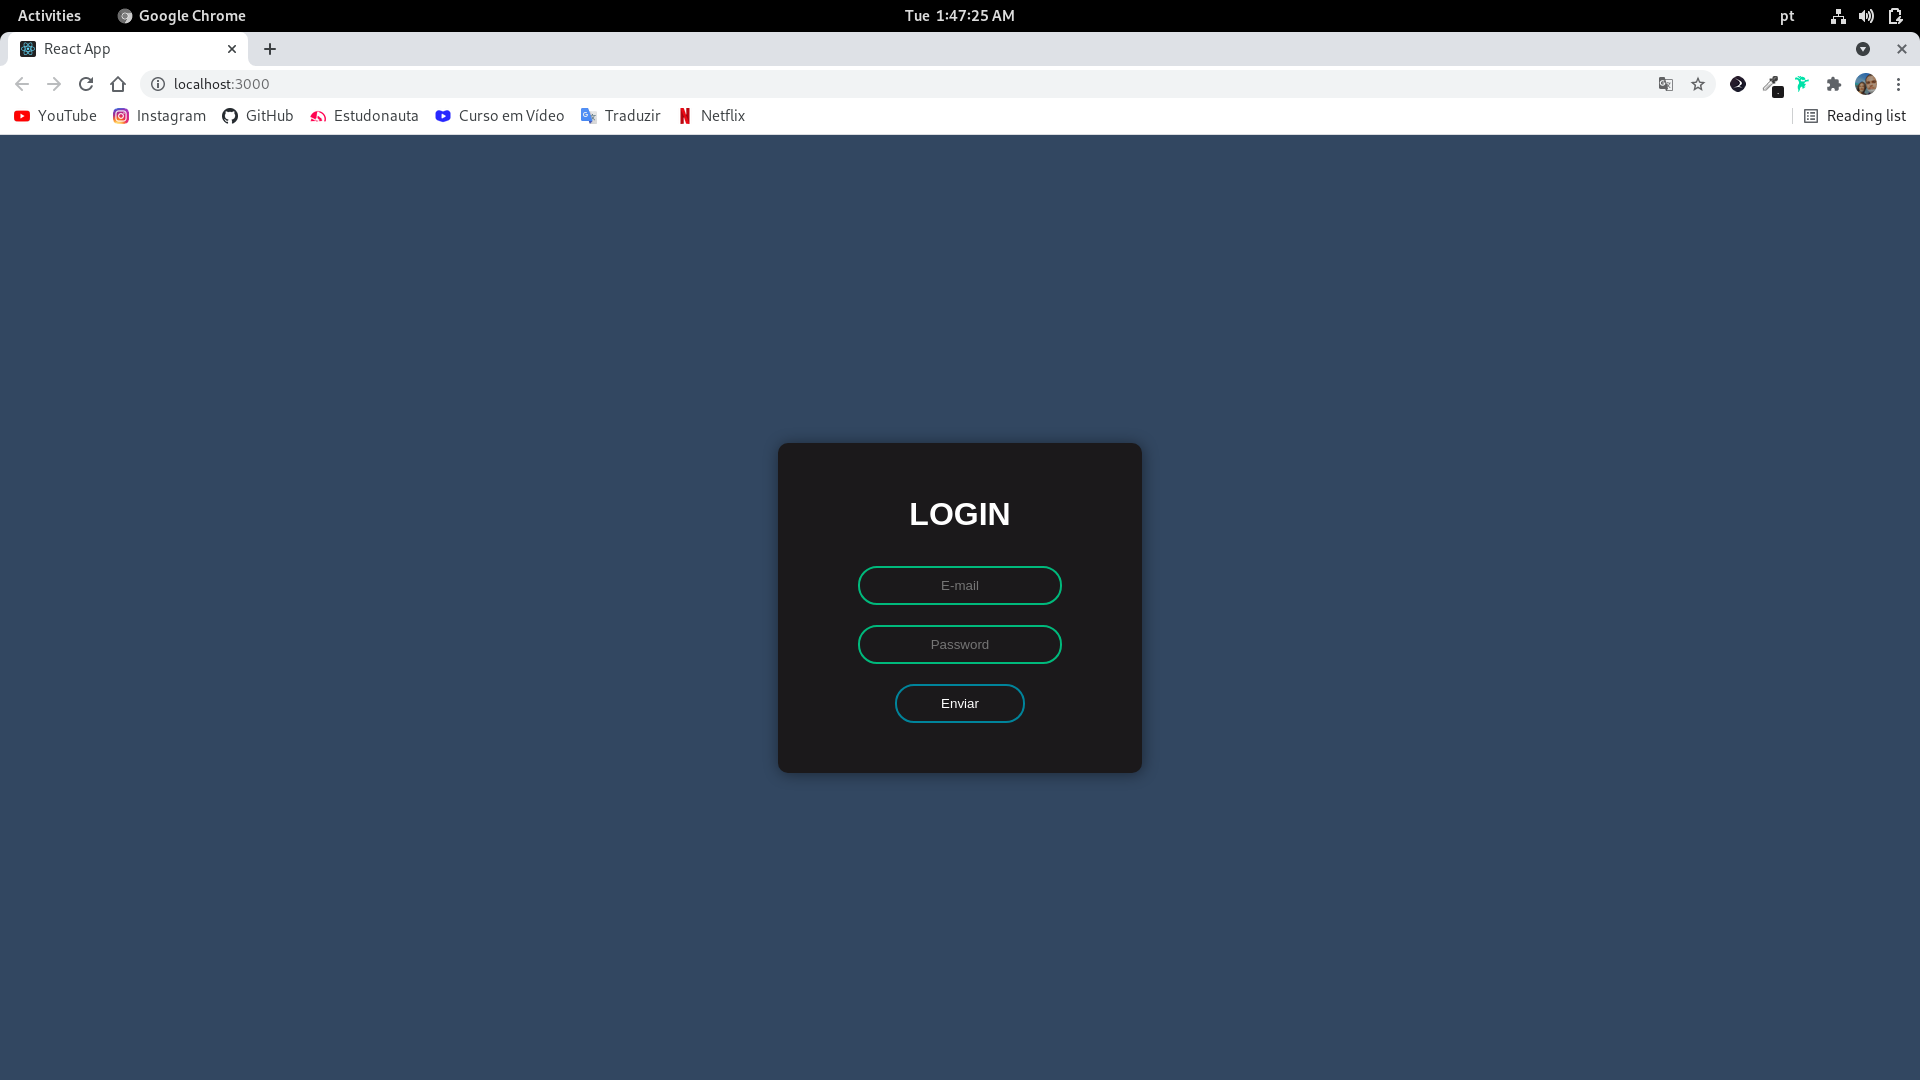 Activities Google Chrome Tue 1:47:25 AM pt
React App
localhost:3000
YouTube Instagram GitHub Estudonauta Curso em Vídeo Traduzir Netflix Reading list
LOGIN
E-mail
Password
Enviar